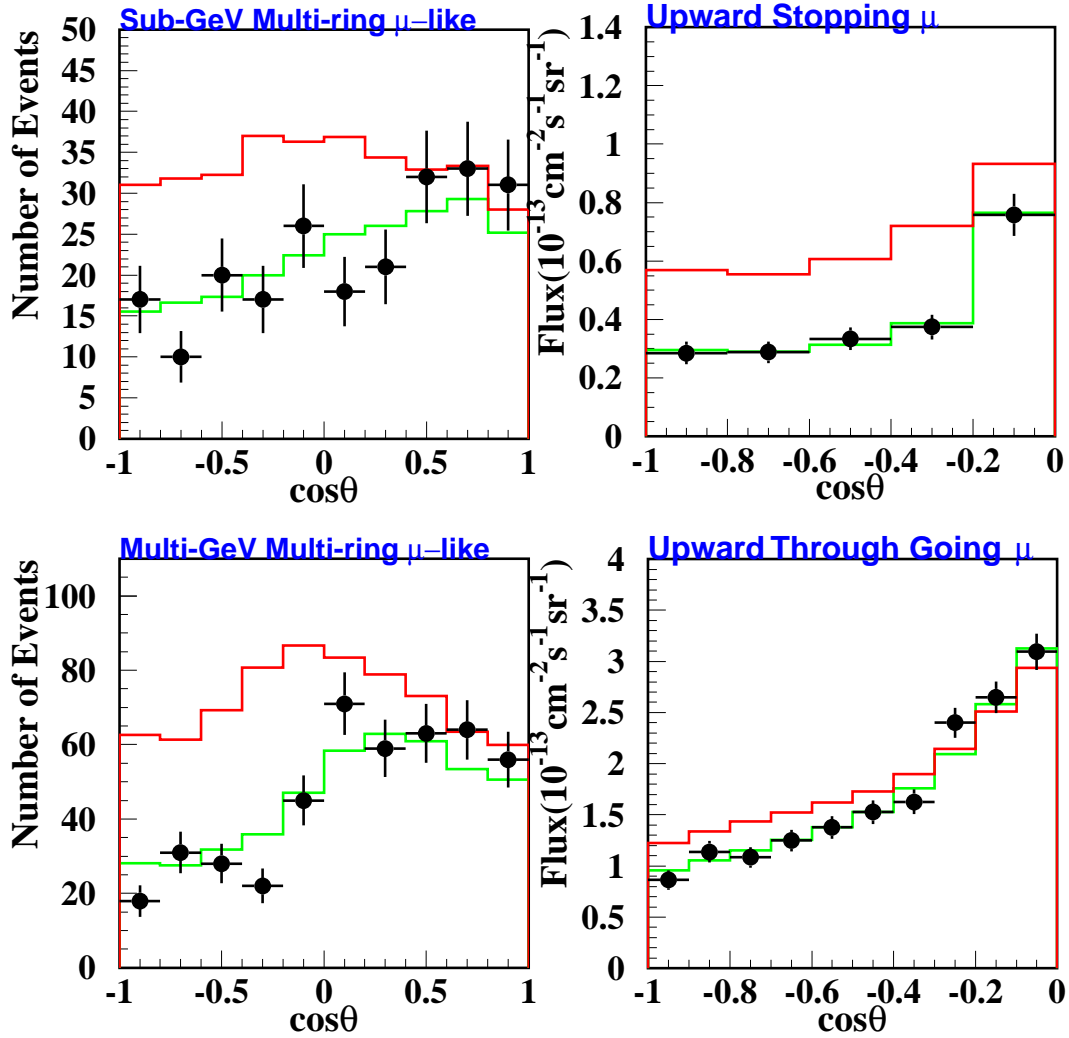 Sub-GeV Multi-ring μ-like
Number of Events
50
45
40
35
30
25
20
15
10
5
0
-1 -0.5 0 0.5 1
cosθ
Upward Stopping μ
Flux(10⁻¹³cm⁻²s⁻¹sr⁻¹)
1.4
1.2
1
0.8
0.6
0.4
0.2
0
-1 -0.8 -0.6 -0.4 -0.2 0
cosθ
Multi-GeV Multi-ring μ-like
Number of Events
100
80
60
40
20
0
-1 -0.5 0 0.5 1
cosθ
Upward Through Going μ
Flux(10⁻¹³cm⁻²s⁻¹sr⁻¹)
4
3.5
3
2.5
2
1.5
1
0.5
0
-1 -0.8 -0.6 -0.4 -0.2 0
cosθ